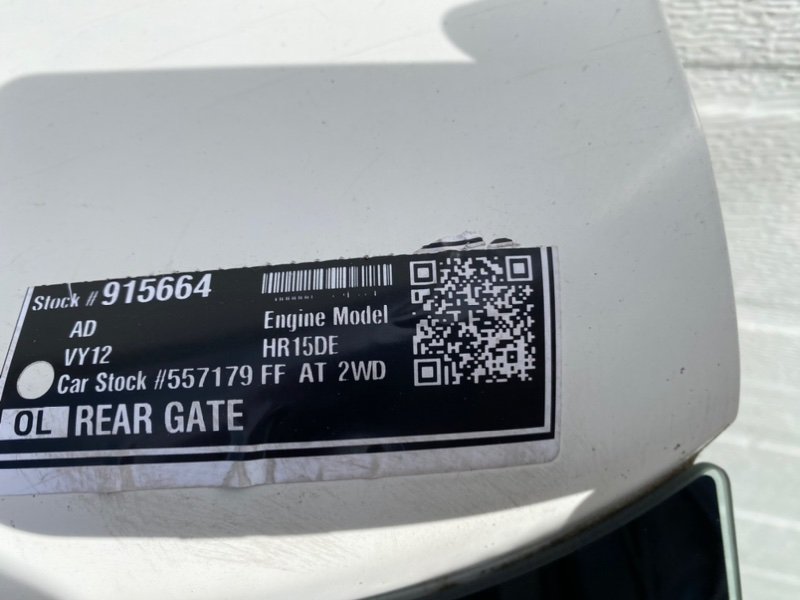 Stock # 915664
AD
Engine Model
VY12
HR15DE
Car Stock #557179 FF AT 2WD
OL REAR GATE